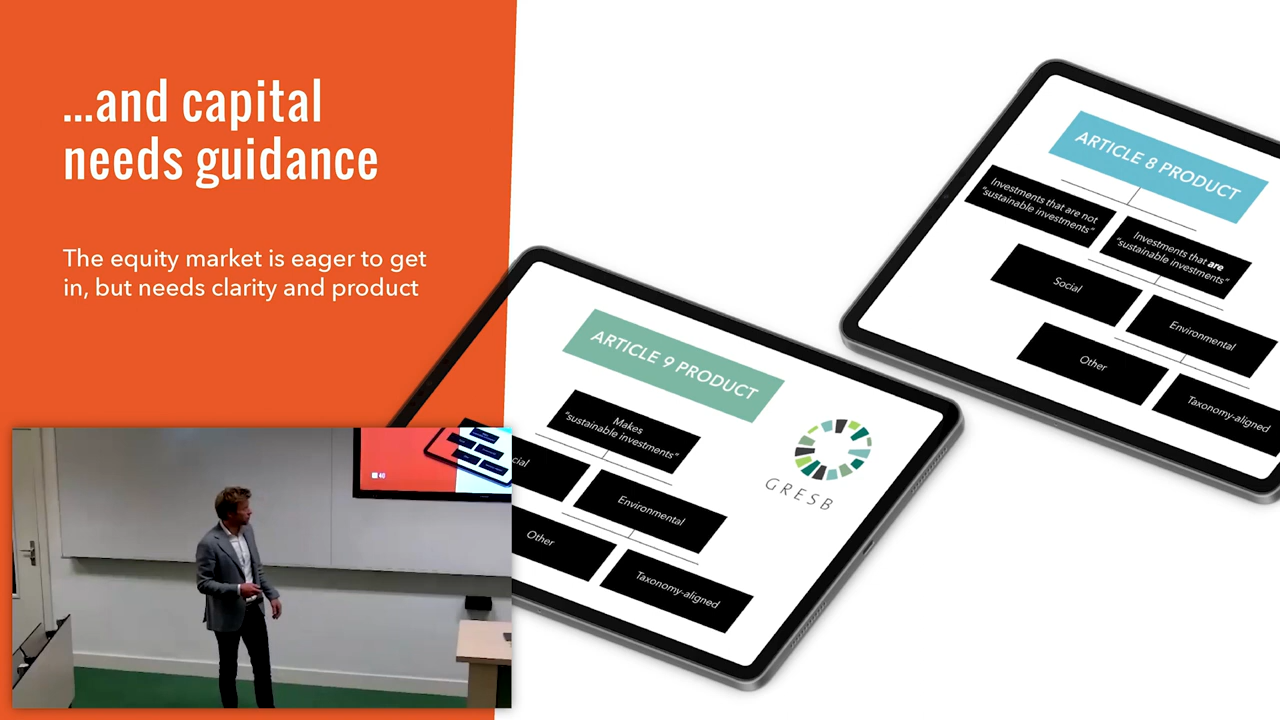 ...and capital
needs guidance
The equity market is eager to get
in, but needs clarity and product
ARTICLE 8 PRODUCT
Investments that are not
"sustainable investments"
Investments that are
"sustainable investments"
Social
Environmental
Other
Taxonomy-aligned
ARTICLE 9 PRODUCT
Makes
"sustainable investments"
cial
Environmental
Other
Taxonomy-aligned
GRESB